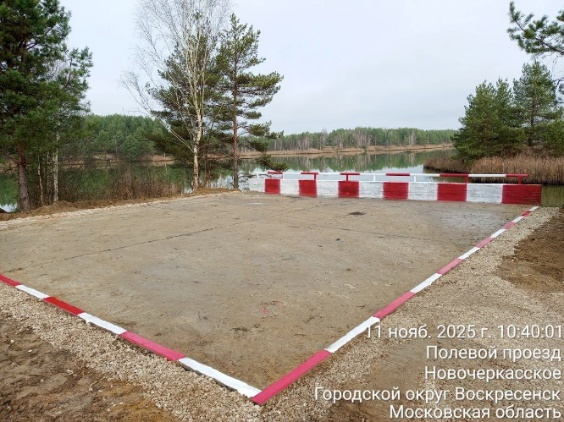 11 нояб. 2025 г. 10:40:01
Полевой проезд
Новочеркасское
Городской округ Воскресенск
Московская область